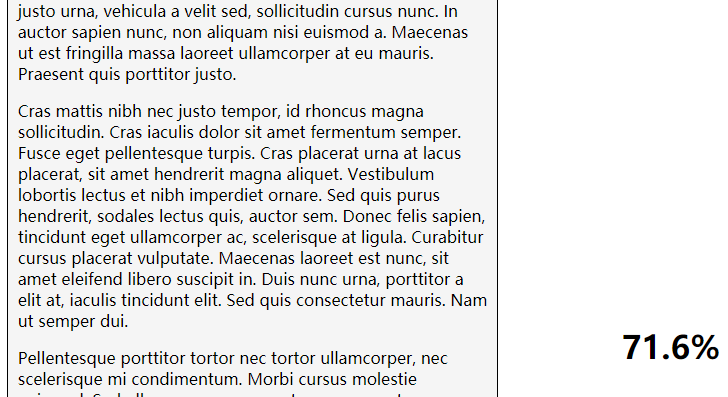 justo urna, vehicula a velit sed, sollicitudin cursus nunc. In
auctor sapien nunc, non aliquam nisi euismod a. Maecenas
ut est fringilla massa laoreet ullamcorper at eu mauris.
Praesent quis porttitor justo.
Cras mattis nibh nec justo tempor, id rhoncus magna
sollicitudin. Cras iaculis dolor sit amet fermentum semper.
Fusce eget pellentesque turpis. Cras placerat urna at lacus
placerat, sit amet hendrerit magna aliquet. Vestibulum
lobortis lectus et nibh imperdiet ornare. Sed quis purus
hendrerit, sodales lectus quis, auctor sem. Donec felis sapien,
tincidunt eget ullamcorper ac, scelerisque at ligula. Curabitur
cursus placerat vulputate. Maecenas laoreet est nunc, sit
amet eleifend libero suscipit in. Duis nunc urna, porttitor a
elit at, iaculis tincidunt elit. Sed quis consectetur mauris. Nam
ut semper dui.
Pellentesque porttitor tortor nec tortor ullamcorper, nec
scelerisque mi condimentum. Morbi cursus molestie
71.6%